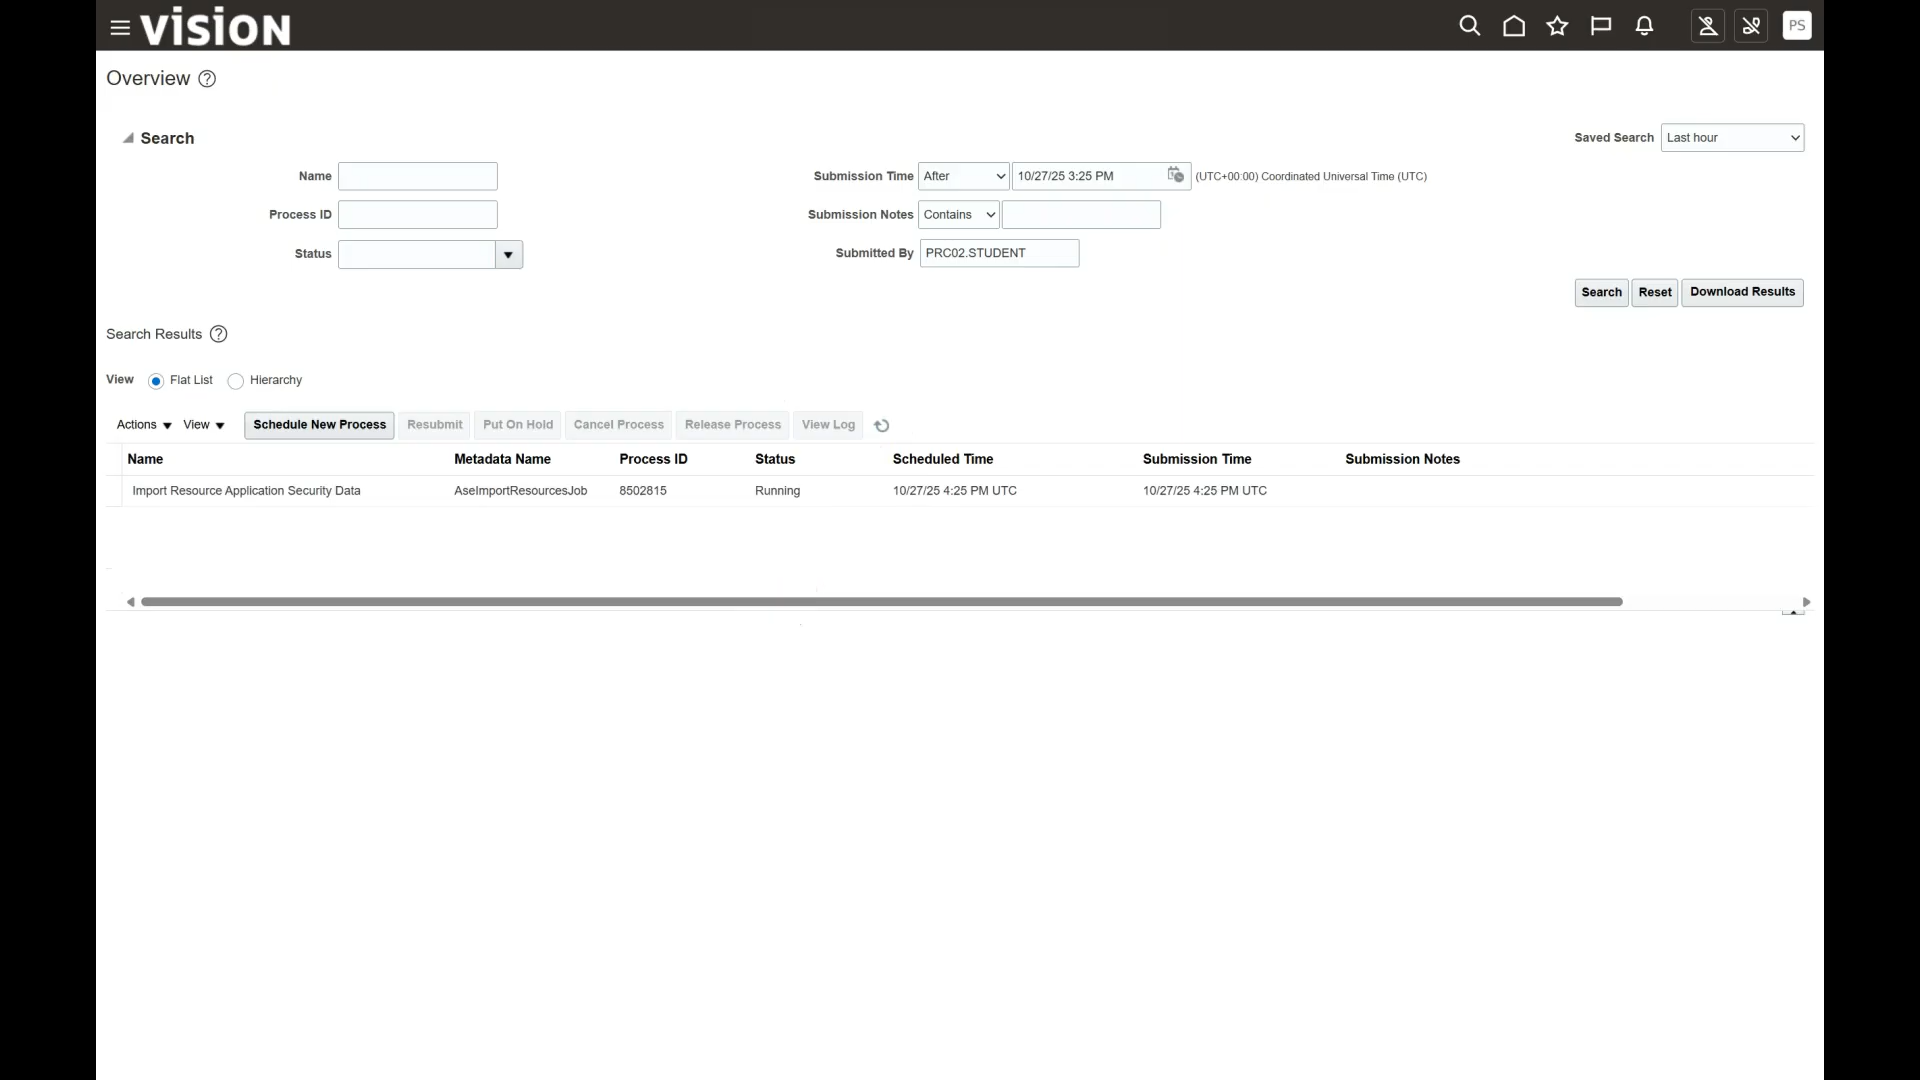 vision
PS
Overview
Search
Saved Search Last hour
Name
Submission Time After 10/27/25 3:25 PM (UTC+00:00) Coordinated Universal Time (UTC)
Process ID
Submission Notes Contains
Status
Submitted By PRC02.STUDENT
Search Reset Download Results
Search Results
View Flat List Hierarchy
Actions View Schedule New Process Resubmit Put On Hold Cancel Process Release Process View Log
Name Metadata Name Process ID Status Scheduled Time Submission Time Submission Notes
Import Resource Application Security Data AseImportResourcesJob 8502815 Running 10/27/25 4:25 PM UTC 10/27/25 4:25 PM UTC